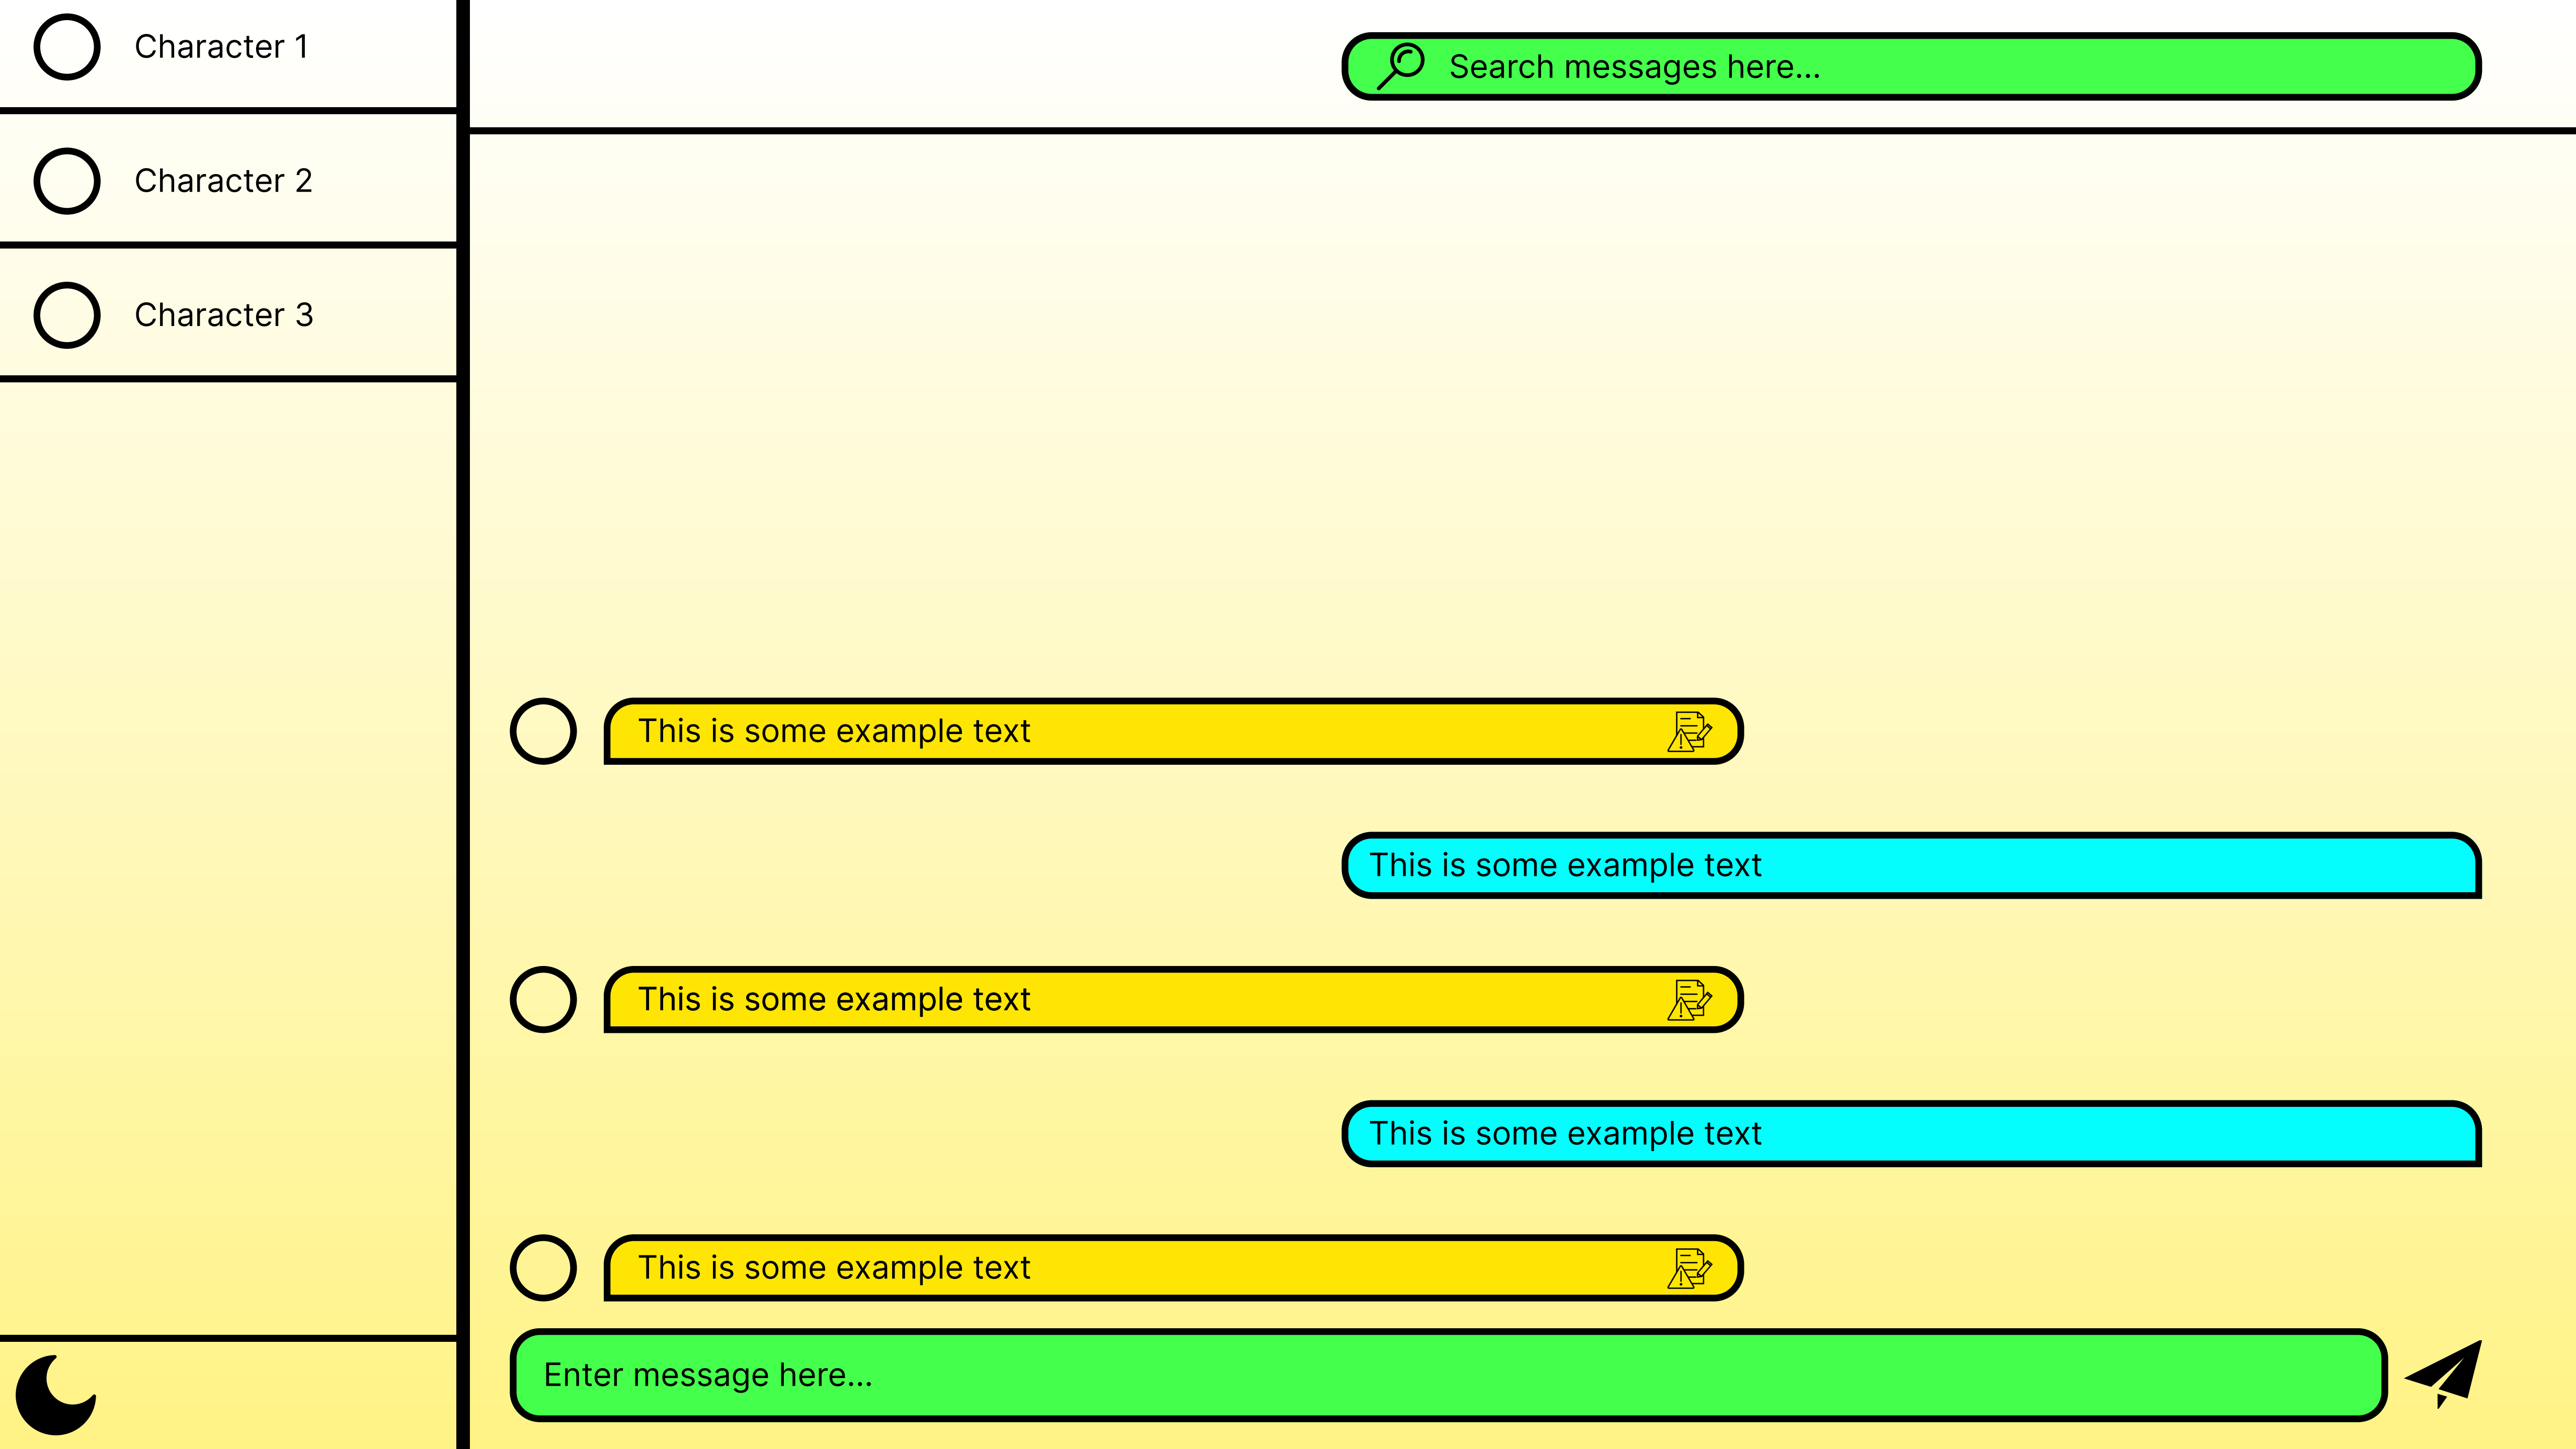 Character 1
Character 2
Character 3
Search messages here...
This is some example text
This is some example text
This is some example text
This is some example text
This is some example text
Enter message here...